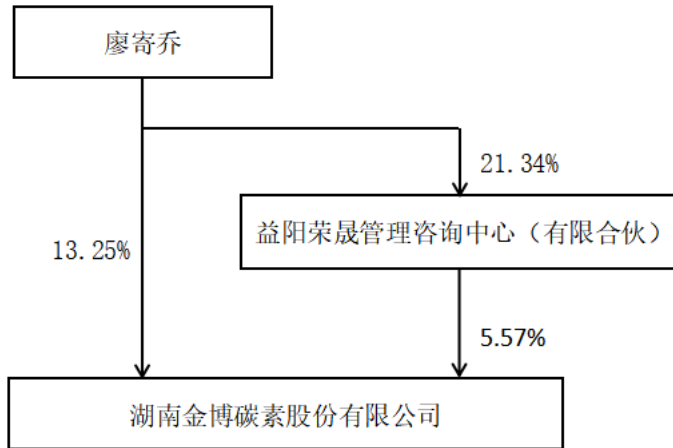 廖寄乔
21.34%
益阳荣晟管理咨询中心（有限合伙）
13.25%
5.57%
湖南金博碳素股份有限公司